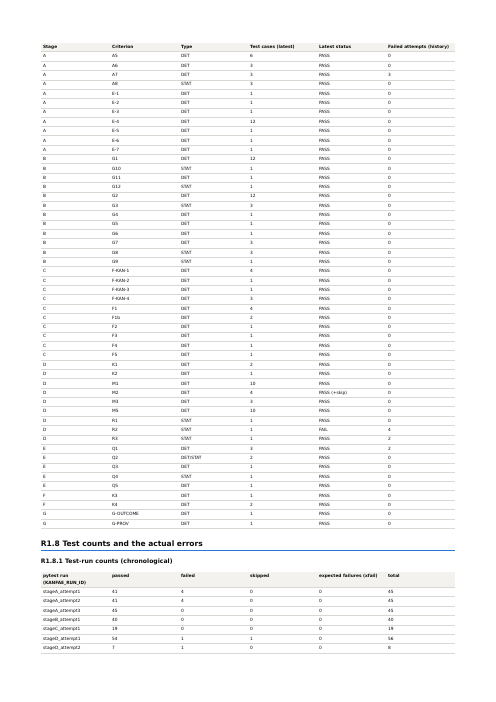 Stage Criterion Type Test cases (latest) Latest status Failed attempts (history)
A A5 DET 6 PASS 0
A A6 DET 3 PASS 0
A A7 DET 3 PASS 3
A A8 STAT 3 PASS 0
A E-1 DET 1 PASS 0
A E-2 DET 1 PASS 0
A E-3 DET 1 PASS 0
A E-4 DET 12 PASS 0
A E-5 DET 1 PASS 0
A E-6 DET 1 PASS 0
A E-7 DET 1 PASS 0
B G1 DET 12 PASS 0
B G10 STAT 1 PASS 0
B G11 DET 1 PASS 0
B G12 STAT 1 PASS 0
B G2 DET 12 PASS 0
B G3 STAT 3 PASS 0
B G4 DET 1 PASS 0
B G5 DET 1 PASS 0
B G6 DET 1 PASS 0
B G7 DET 3 PASS 0
B G8 STAT 3 PASS 0
B G9 STAT 1 PASS 0
C F-KAN-1 DET 4 PASS 0
C F-KAN-2 DET 1 PASS 0
C F-KAN-3 DET 1 PASS 0
C F-KAN-4 DET 3 PASS 0
C F1 DET 4 PASS 0
C F1b DET 2 PASS 0
C F2 DET 1 PASS 0
C F3 DET 1 PASS 0
C F4 DET 1 PASS 0
C F5 DET 1 PASS 0
D K1 DET 2 PASS 0
D K2 DET 1 PASS 0
D M1 DET 10 PASS 0
D M2 DET 4 PASS (+skip) 0
D M3 DET 3 PASS 0
D M5 DET 10 PASS 0
D R1 STAT 1 PASS 0
D R2 STAT 1 FAIL 4
D R3 STAT 1 PASS 2
E Q1 DET 3 PASS 2
E Q2 DET/STAT 2 PASS 0
E Q3 DET 1 PASS 0
E Q4 STAT 1 PASS 0
E Q5 DET 1 PASS 0
F K3 DET 1 PASS 0
F K4 DET 2 PASS 0
G G-OUTCOME DET 1 PASS 0
G G-PROV DET 1 PASS 0
R1.8 Test counts and the actual errors
R1.8.1 Test-run counts (chronological)
pytest run (KANFAE_RUN_ID) passed failed skipped expected failures (xfail) total
stageA_attempt1 41 4 0 0 45
stageA_attempt2 41 4 0 0 45
stageA_attempt3 45 0 0 0 45
stageB_attempt1 40 0 0 0 40
stageC_attempt1 19 0 0 0 19
stageD_attempt1 54 1 1 0 56
stageD_attempt2 7 1 0 0 8